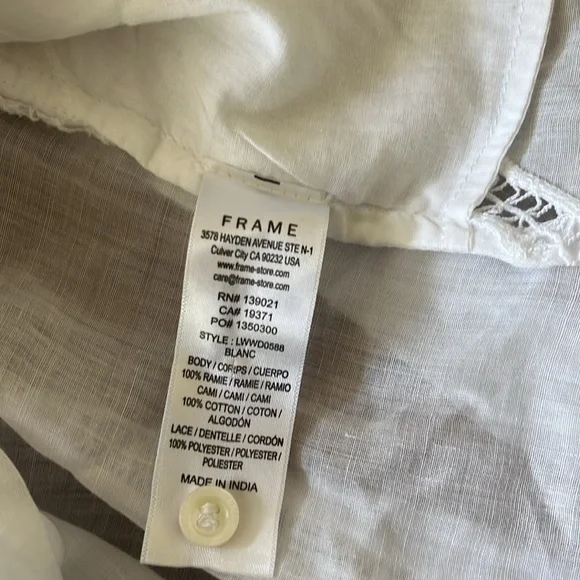 FRAME
3578 HAYDEN AVENUE STE N-1
Culver City CA 90232 USA
www.frame-store.com
care@frame-store.com
RN# 139021
CA# 19371
PO# 1350300
STYLE : LWWD0588
BLANC
BODY / CORPS / CUERPO
100% RAMIE / RAMIE / RAMIO
CAMI / CAMI / CAMI
100% COTTON / COTON /
ALGODÓN
LACE / DENTELLE / CORDÓN
100% POLYESTER / POLYESTER /
POLIESTER
MADE IN INDIA